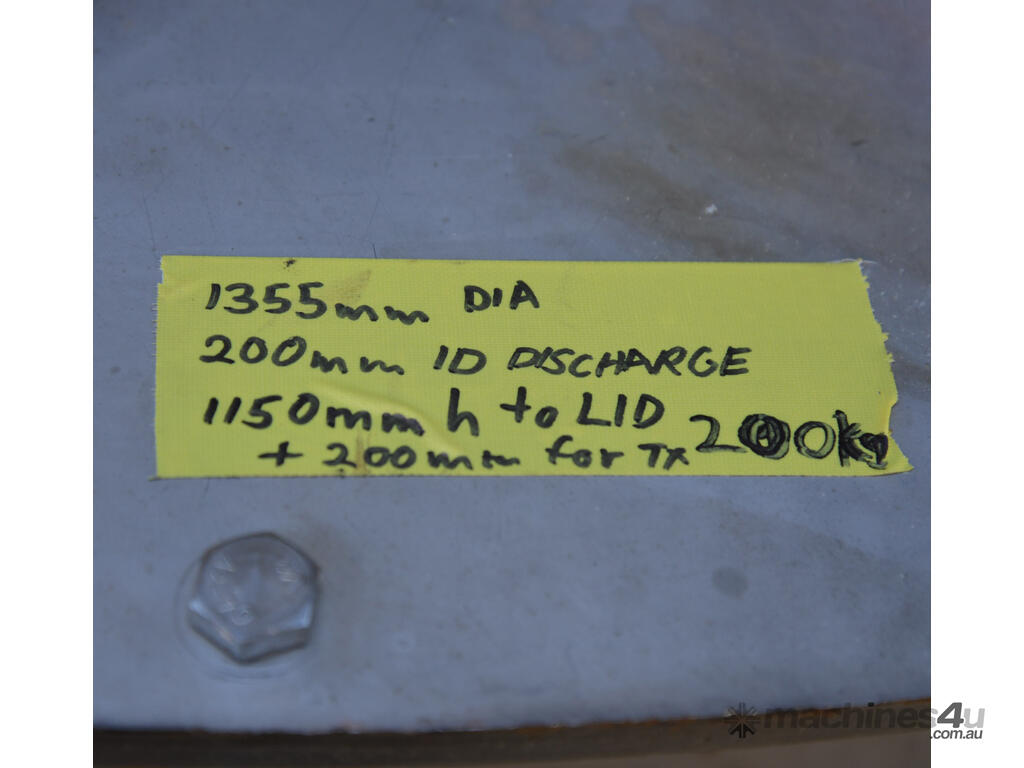 1355mm DIA
200mm ID DISCHARGE
1150mm h to LID
+ 200mm for TX 200kg
machines4u
.com.au